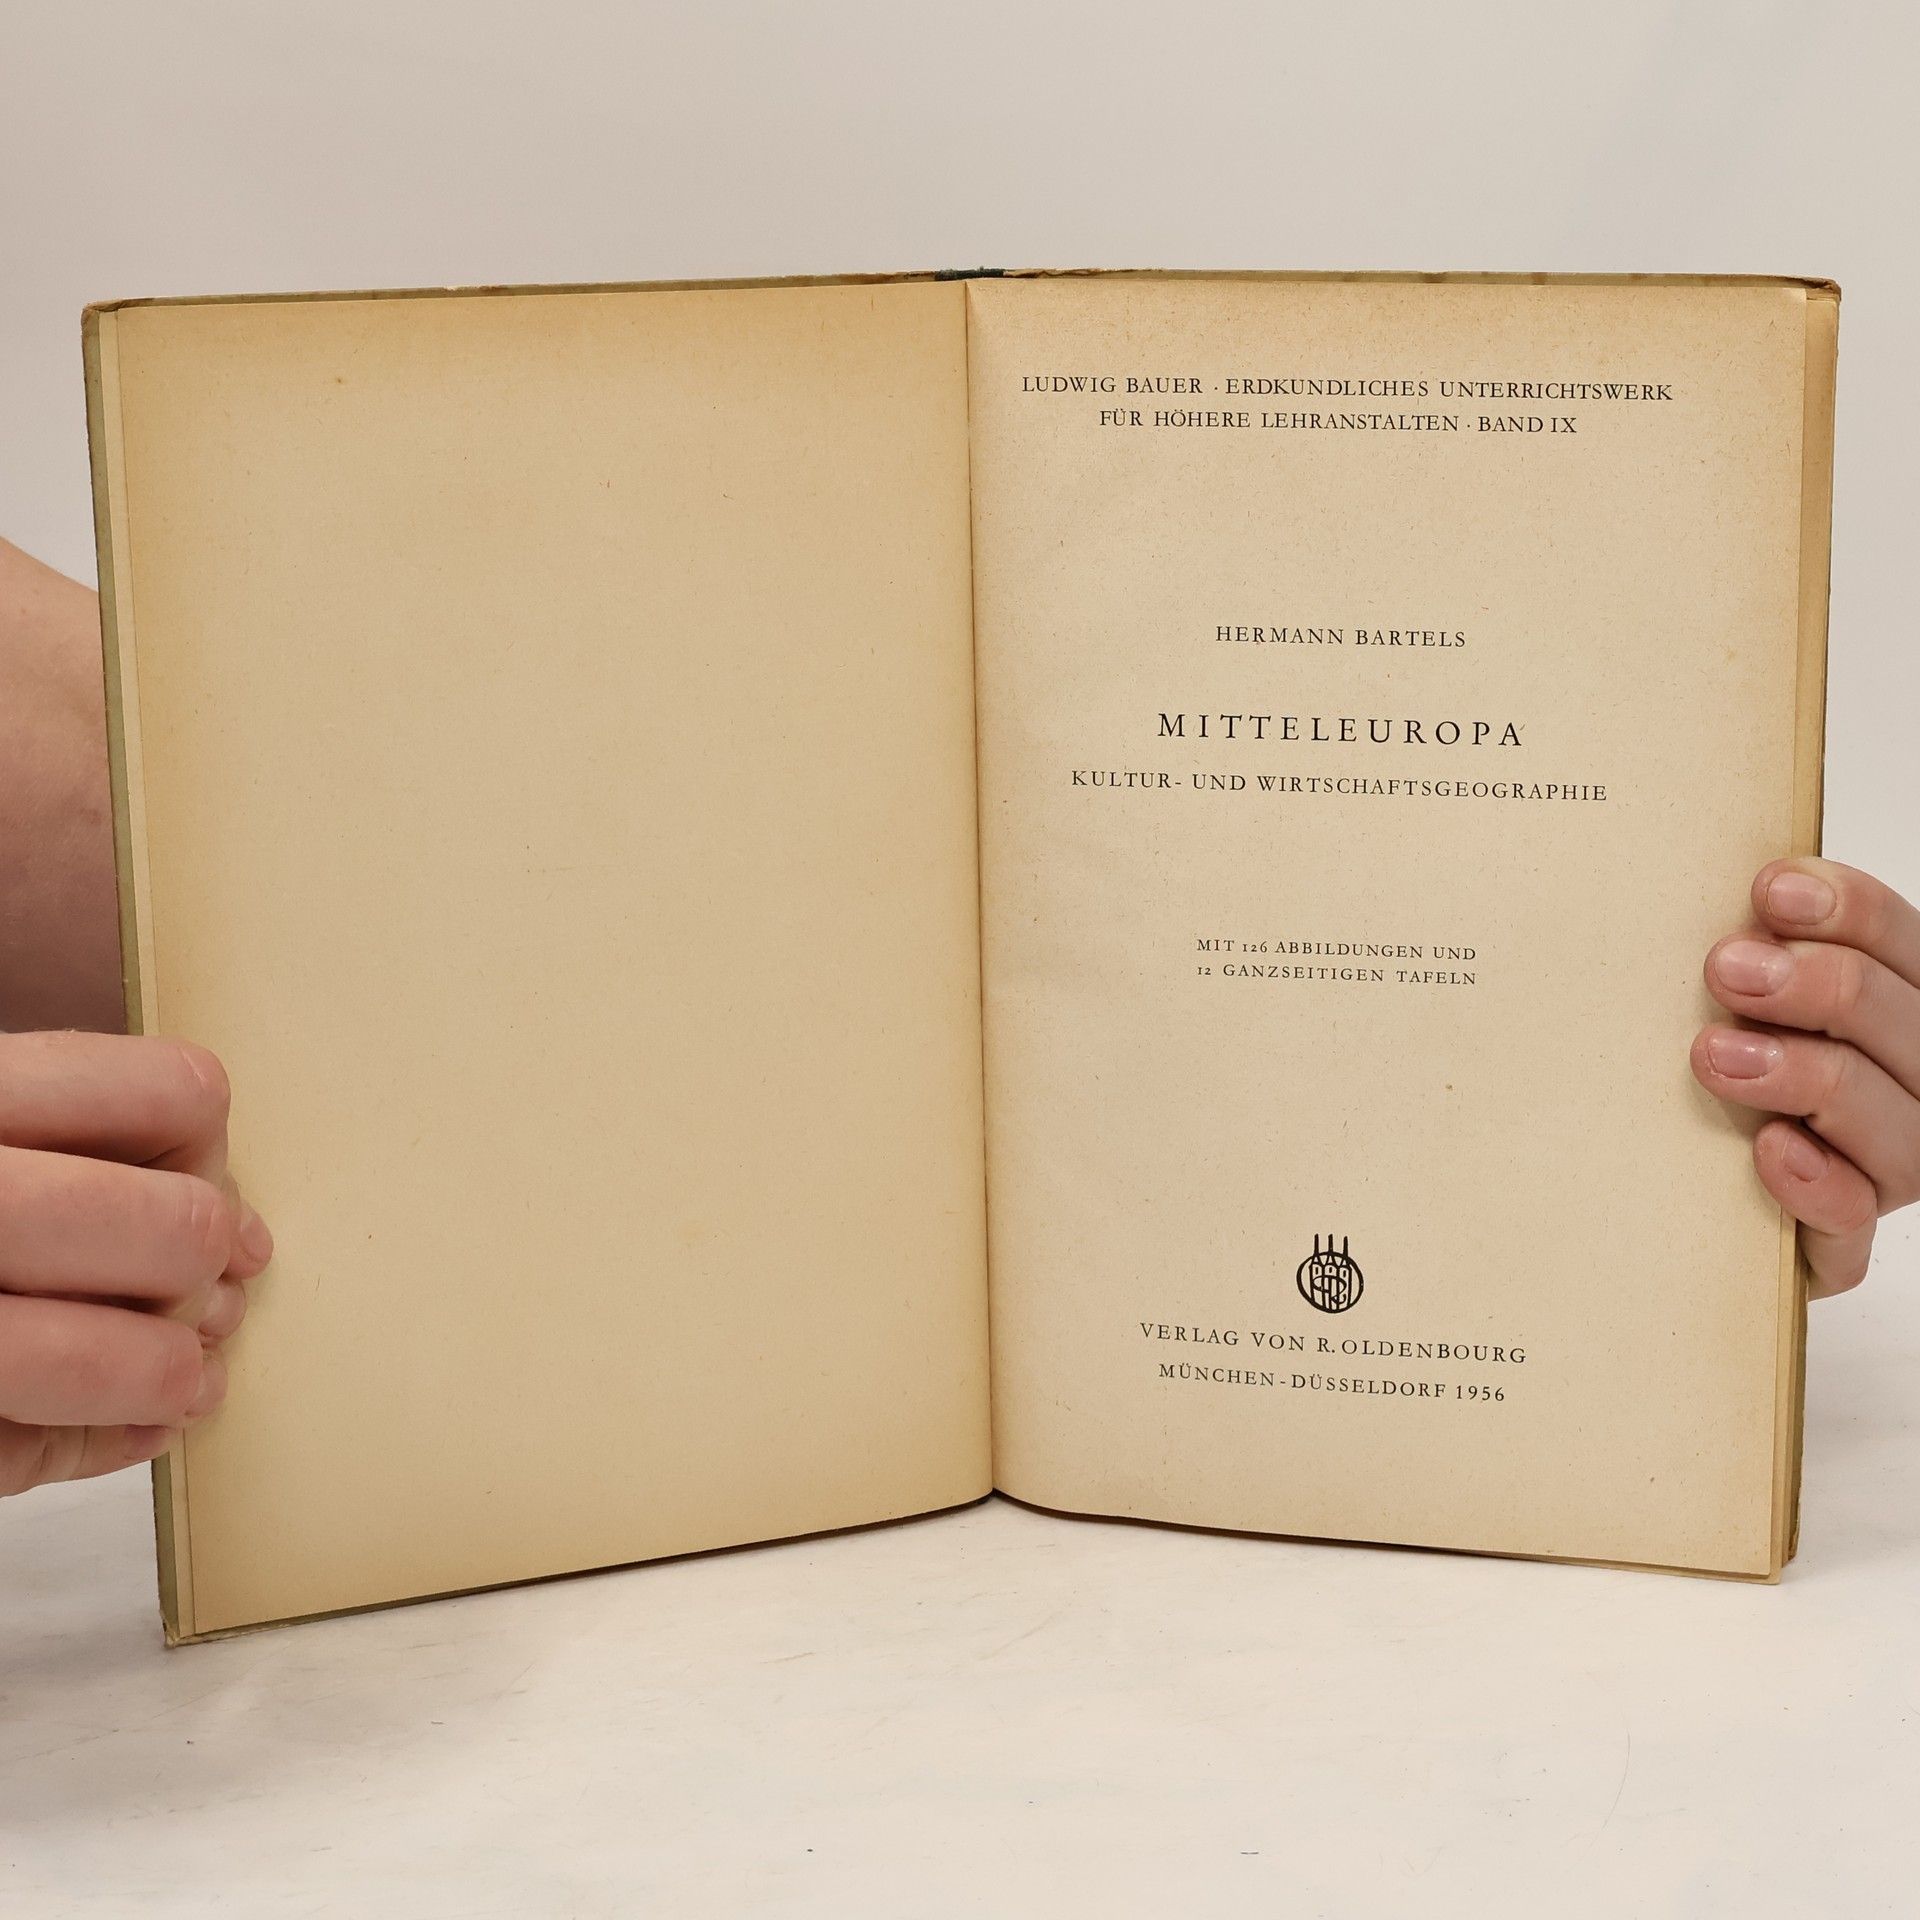 LUDWIG BAUER · ERDKUNDLICHES UNTERRICHTSWERK
FÜR HÖHERE LEHRANSTALTEN · BAND IX
HERMANN BARTELS
MITTELEUROPA
KULTUR- UND WIRTSCHAFTSGEOGRAPHIE
MIT 126 ABBILDUNGEN UND
12 GANZSEITIGEN TAFELN
VERLAG VON R. OLDENBOURG
MÜNCHEN-DÜSSELDORF 1956